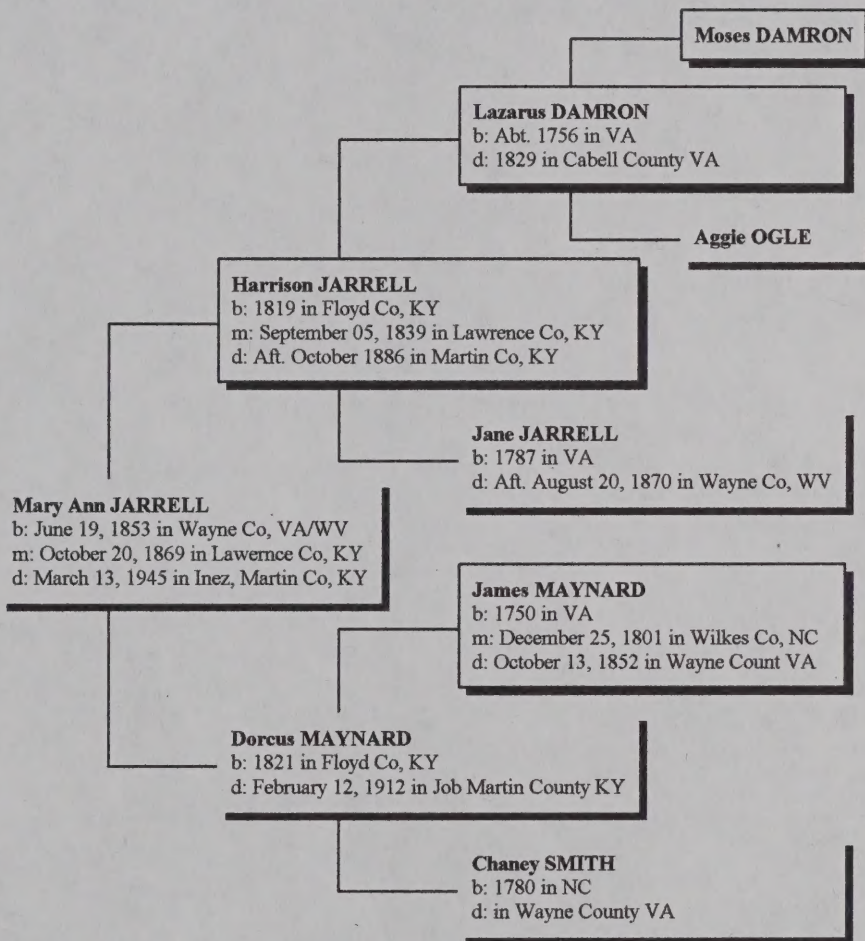 Moses DAMRON
Lazarus DAMRON
b: Abt. 1756 in VA
d: 1829 in Cabell County VA
Aggie OGLE
Harrison JARRELL
b: 1819 in Floyd Co, KY
m: September 05, 1839 in Lawrence Co, KY
d: Aft. October 1886 in Martin Co, KY
Jane JARRELL
b: 1787 in VA
d: Aft. August 20, 1870 in Wayne Co, WV
Mary Ann JARRELL
b: June 19, 1853 in Wayne Co, VA/WV
m: October 20, 1869 in Lawernce Co, KY
d: March 13, 1945 in Inez, Martin Co, KY
James MAYNARD
b: 1750 in VA
m: December 25, 1801 in Wilkes Co, NC
d: October 13, 1852 in Wayne Count VA
Dorcus MAYNARD
b: 1821 in Floyd Co, KY
d: February 12, 1912 in Job Martin County KY
Chaney SMITH
b: 1780 in NC
d: in Wayne County VA